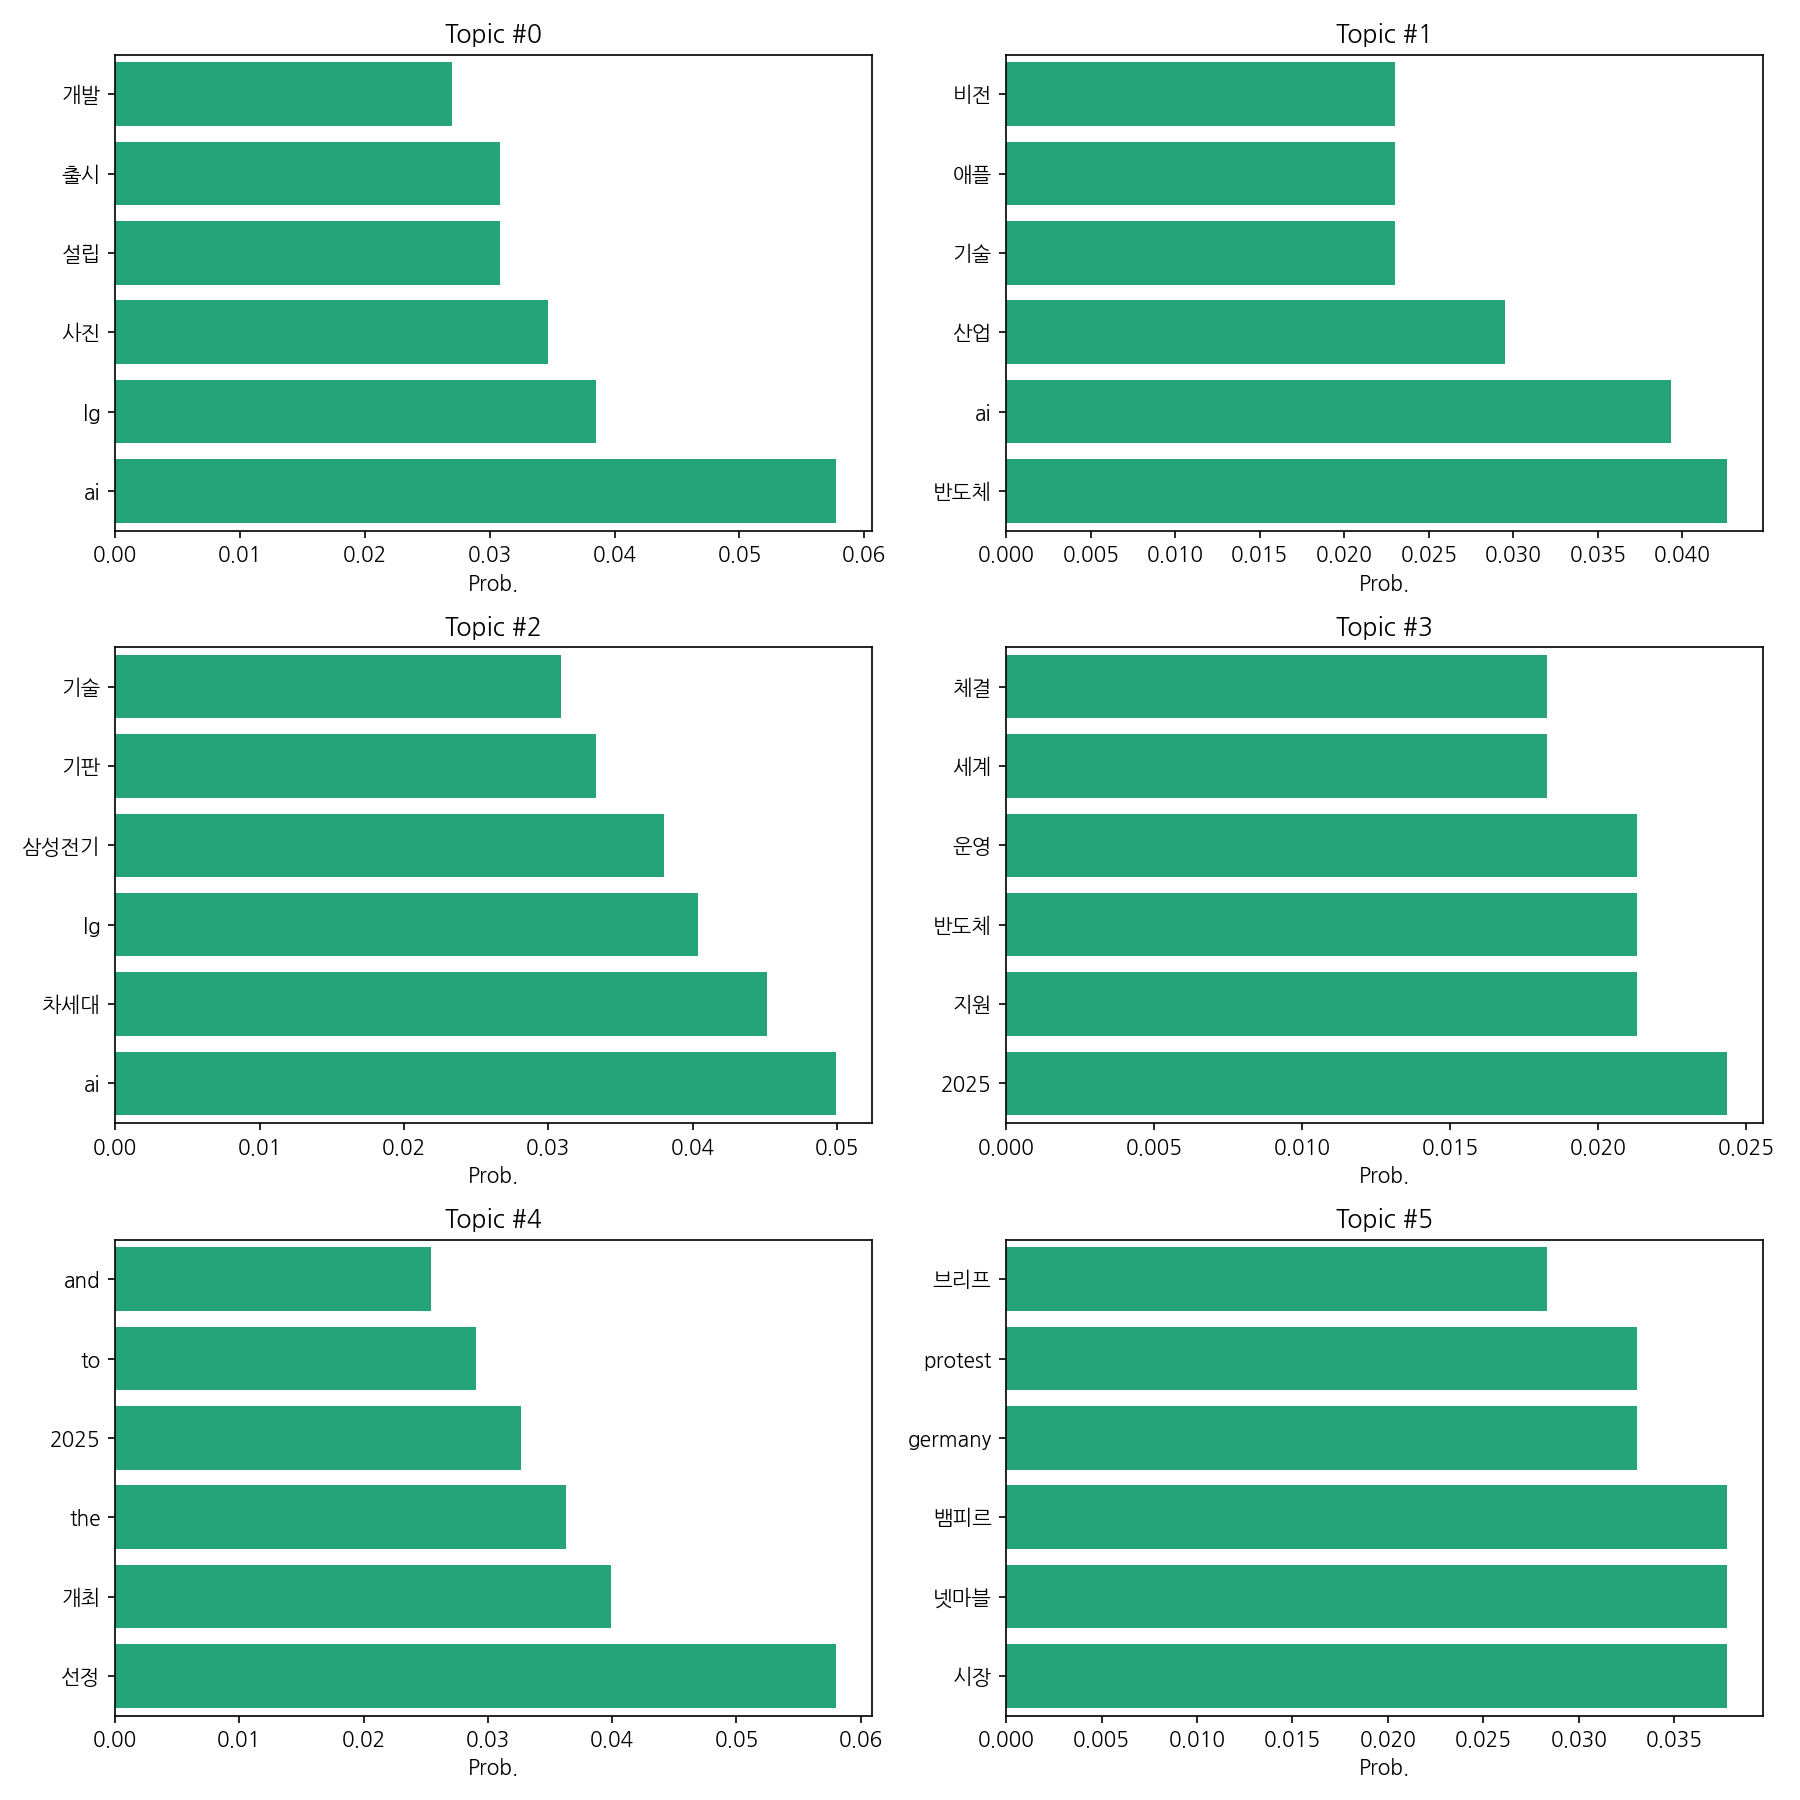 Topic #0
개발
출시
설립
사진
lg
ai
0.00 0.01 0.02 0.03 0.04 0.05 0.06
Prob.
Topic #1
비전
애플
기술
산업
ai
반도체
0.000 0.005 0.010 0.015 0.020 0.025 0.030 0.035 0.040
Prob.
Topic #2
기술
기판
삼성전기
lg
차세대
ai
0.00 0.01 0.02 0.03 0.04 0.05
Prob.
Topic #3
체결
세계
운영
반도체
지원
2025
0.000 0.005 0.010 0.015 0.020 0.025
Prob.
Topic #4
and
to
2025
the
개최
선정
0.00 0.01 0.02 0.03 0.04 0.05 0.06
Prob.
Topic #5
브리프
protest
germany
뱀피르
넷마블
시장
0.000 0.005 0.010 0.015 0.020 0.025 0.030 0.035
Prob.